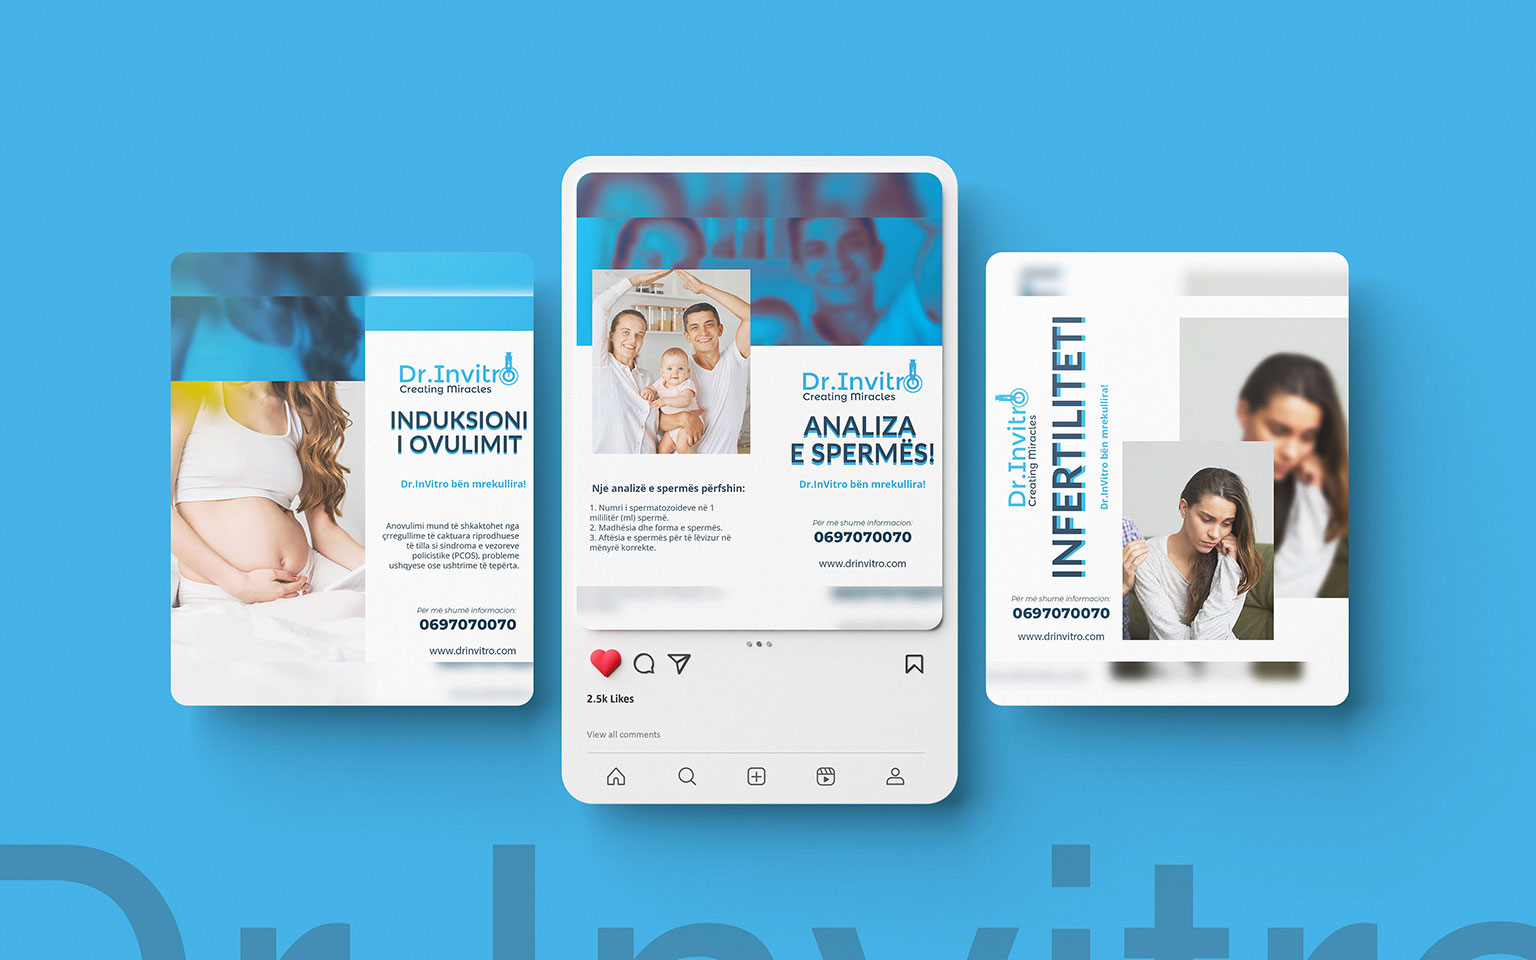 Dr.Invitro
Creating Miracles
INDUKSIONI
I OVULIMIT
Dr.InVitro bën mrekullira!
Anovulimi mund të shkaktohet nga
çrregullime të caktuara riprodhuese
të tilla si sindroma e vezoreve
policistike (PCOS), probleme
ushqyese ose ushtrime të tepërta.
Për më shumë informacion:
0697070070
www.drinvitro.com
Dr.Invitro
Creating Miracles
ANALIZA
E SPERMËS!
Dr.InVitro bën mrekullira!
Nje analizë e spermës përfshin:
1. Numri i spermatozoideve në 1
mililitër (ml) spermë.
2. Madhësia dhe forma e spermës.
3. Aftësia e spermës për të lëvizur në
mënyrë korrekte.
Për më shumë informacion:
0697070070
www.drinvitro.com
2.5k Likes
View all comments
Dr.Invitro
Creating Miracles
INFERTILITETI
Dr.InVitro bën mrekullira!
Për më shumë informacion:
0697070070
www.drinvitro.com
Dr.Invitro